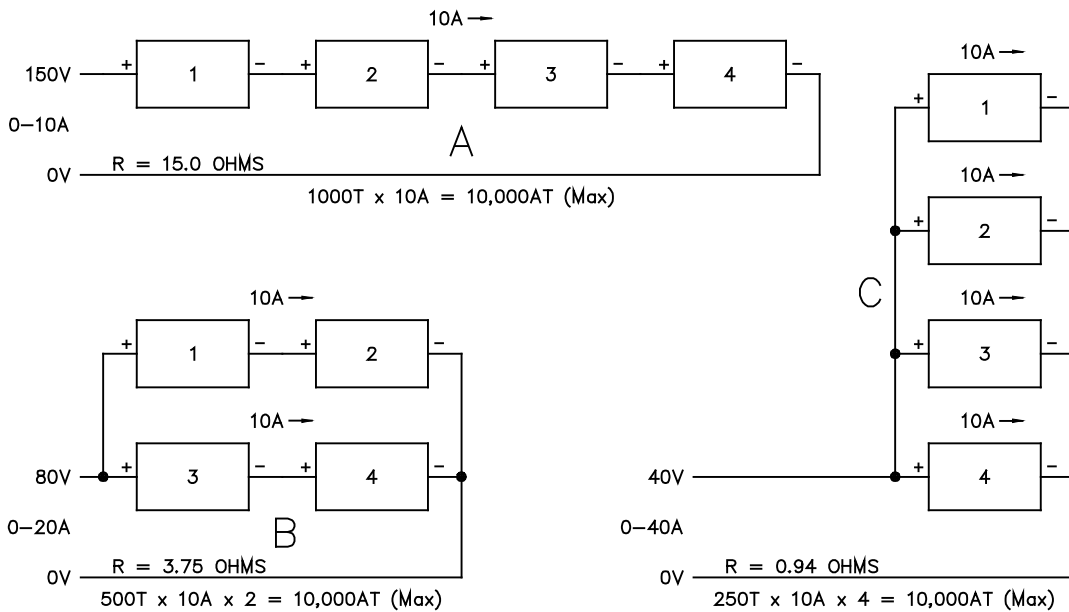 10A →
150V + 1 − + 2 − + 3 − + 4 −
0−10A
A
R = 15.0 OHMS
0V
1000T x 10A = 10,000AT (Max)
10A →
+ 1 − + 2 −
10A →
80V + 3 − + 4 −
0−20A
B
R = 3.75 OHMS
0V
500T x 10A x 2 = 10,000AT (Max)
10A →
+ 1 −
10A →
+ 2 −
C
10A →
+ 3 −
10A →
40V + 4 −
0−40A
R = 0.94 OHMS
0V
250T x 10A x 4 = 10,000AT (Max)